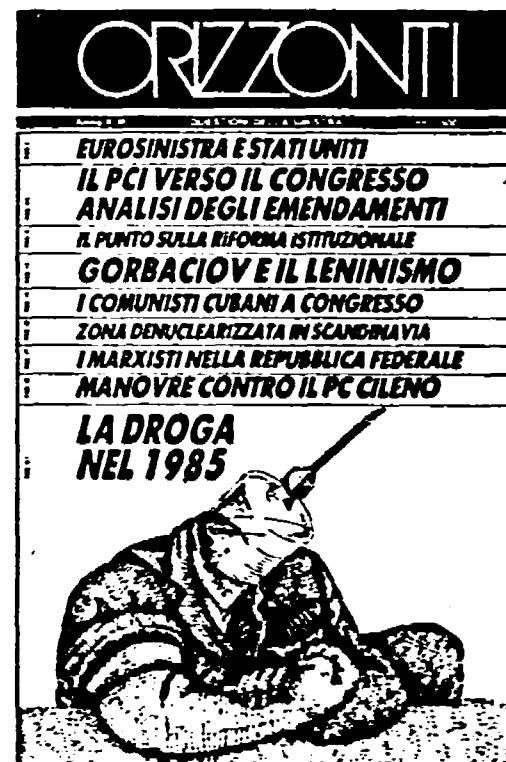 ORIZZONTI
EUROSINISTRA E STATI UNITI
IL PCI VERSO IL CONGRESSO
ANALISI DEGLI EMENDAMENTI
IL PUNTO SULLA RIFORMA ISTITUZIONALE
GORBACIOV E IL LENINISMO
I COMUNISTI CUBANI A CONGRESSO
ZONA DENUCLEARIZZATA IN SCANDINAVIA
I MARXISTI NELLA REPUBBLICA FEDERALE
MANOVRE CONTRO IL PC CILENO
LA DROGA
NEL 1985